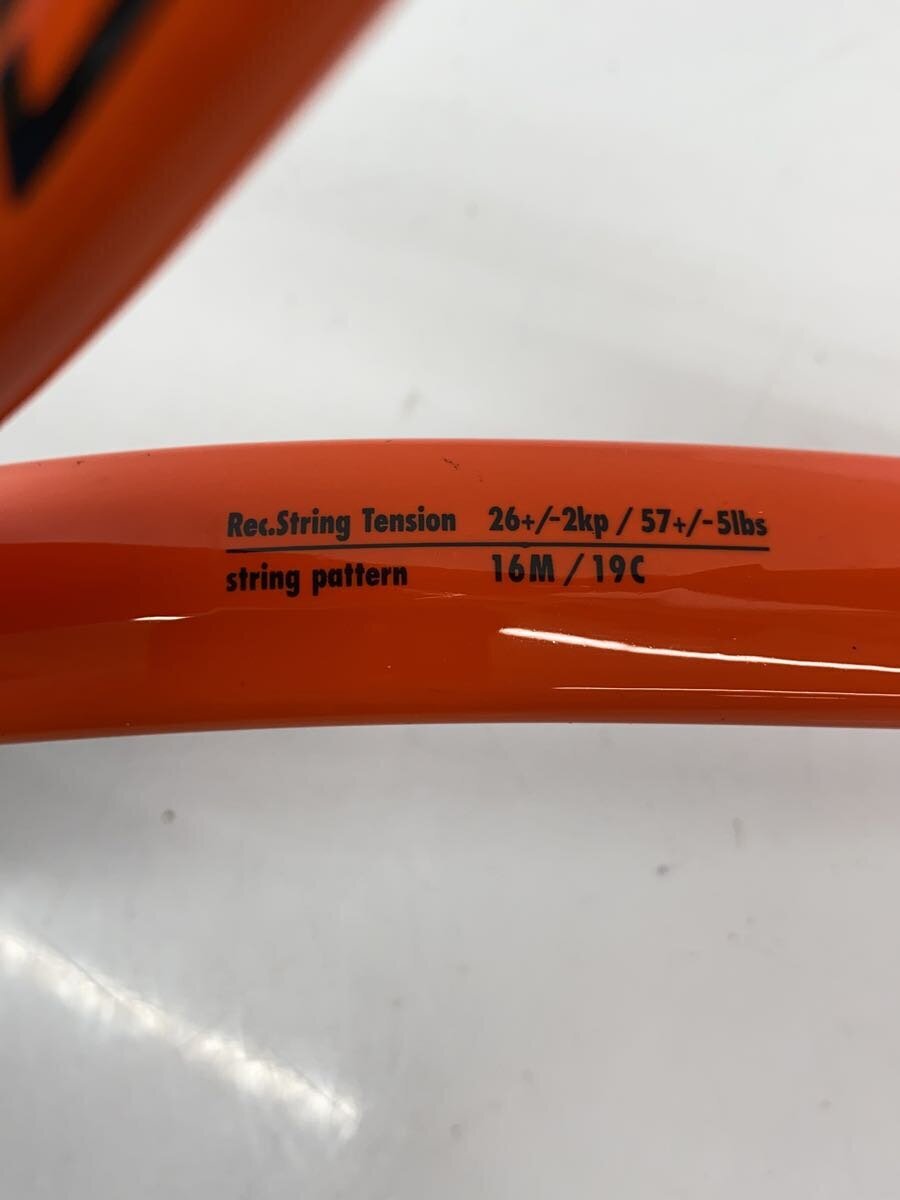 Rec.String Tension 26+/-2kp / 57+/-5lbs
string pattern 16M / 19C